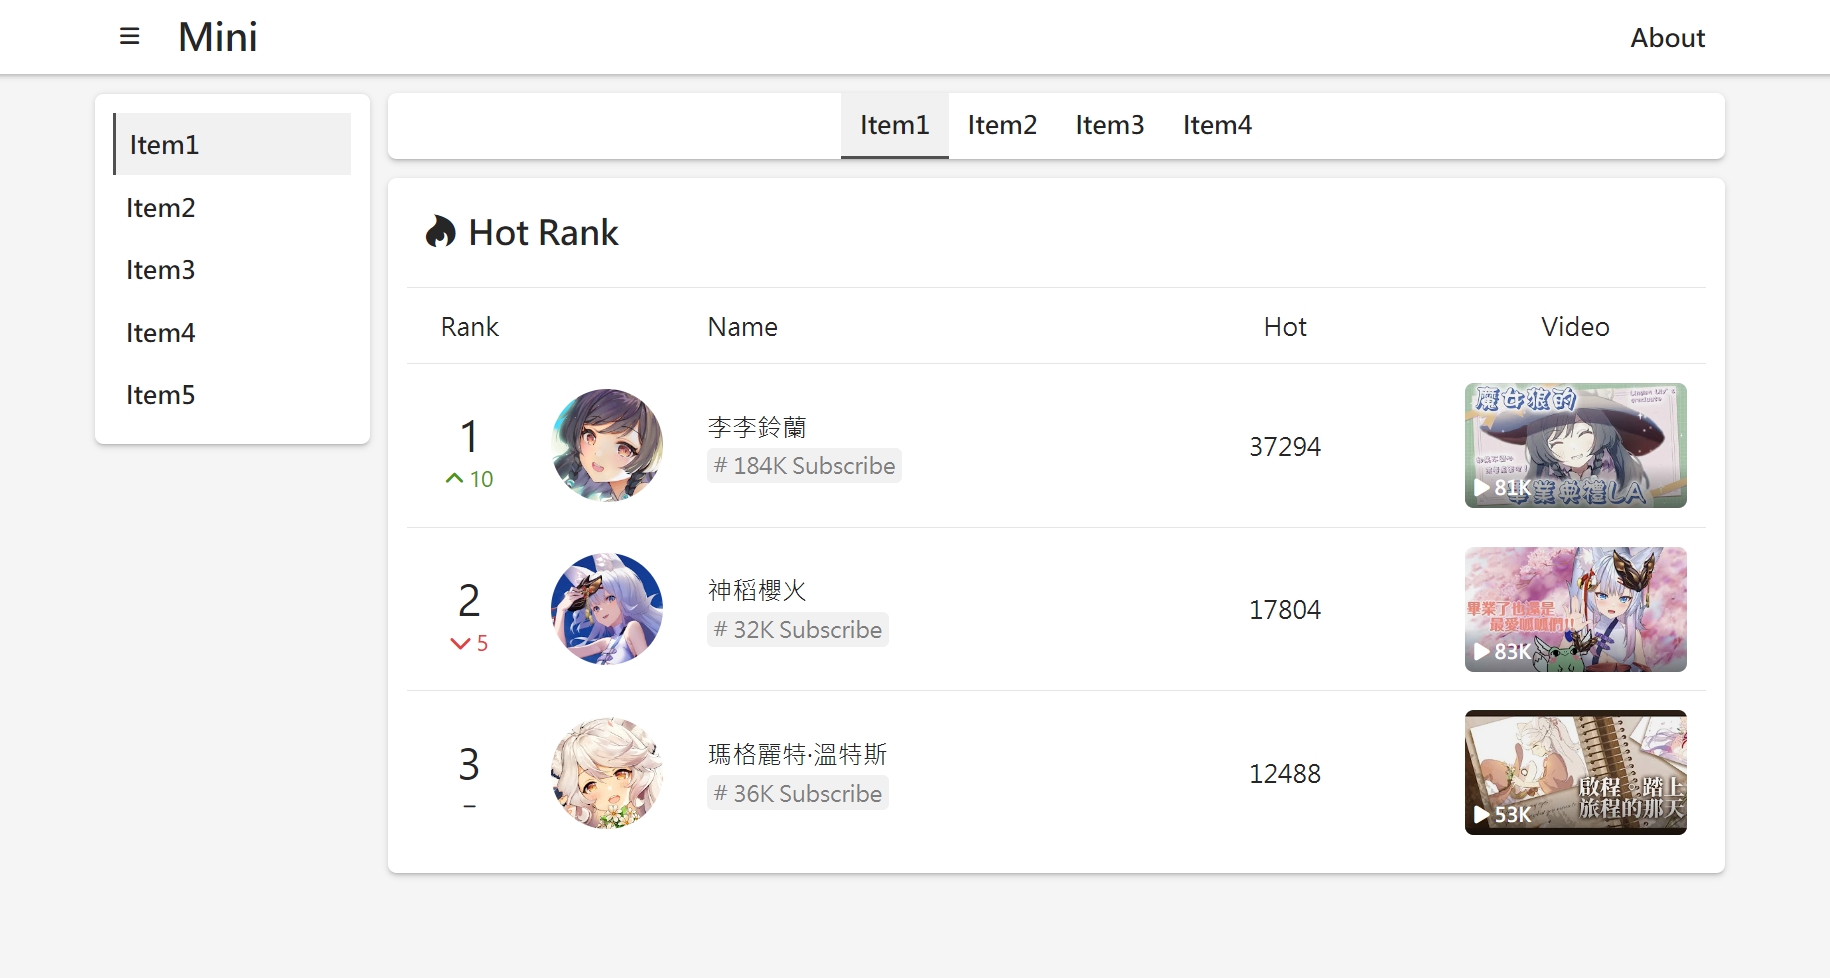 Mini
About
Item1
Item2
Item3
Item4
Item5
Item1 Item2 Item3 Item4
Hot Rank
Rank Name Hot Video
1
10
李李鈴蘭
# 184K Subscribe
37294
魔女狼的
畢業典禮LA
81K
2
5
神稻櫻火
# 32K Subscribe
17804
畢業了也還是
最愛呱呱們!!
83K
3
–
瑪格麗特·溫特斯
# 36K Subscribe
12488
啟程。踏上
旅程的那天
53K